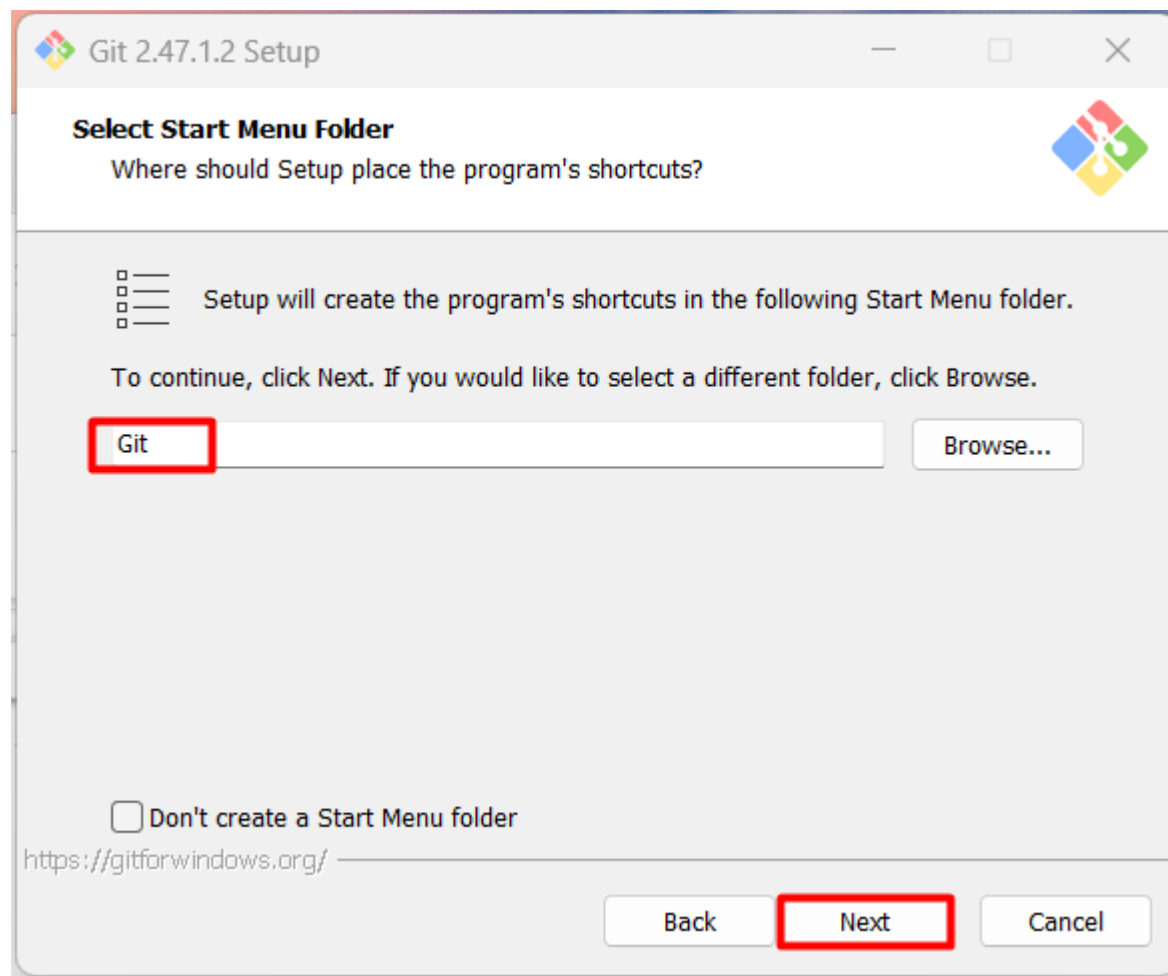 Git 2.47.1.2 Setup
Select Start Menu Folder
Where should Setup place the program's shortcuts?
Setup will create the program's shortcuts in the following Start Menu folder.
To continue, click Next. If you would like to select a different folder, click Browse.
Git
Browse...
Don't create a Start Menu folder
https://gitforwindows.org/
Back
Next
Cancel